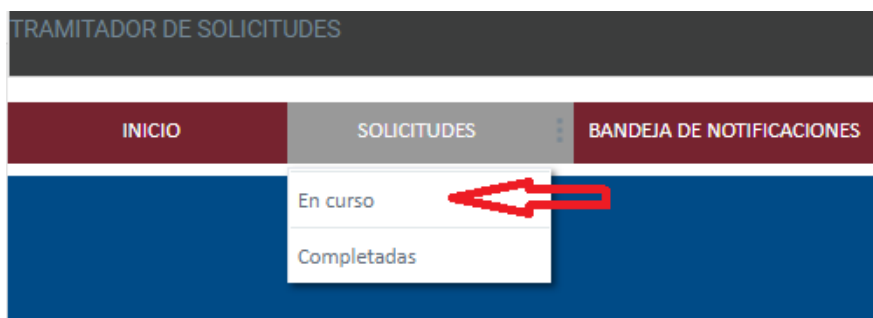 TRAMITADOR DE SOLICITUDES
INICIO SOLICITUDES BANDEJA DE NOTIFICACIONES
En curso
Completadas